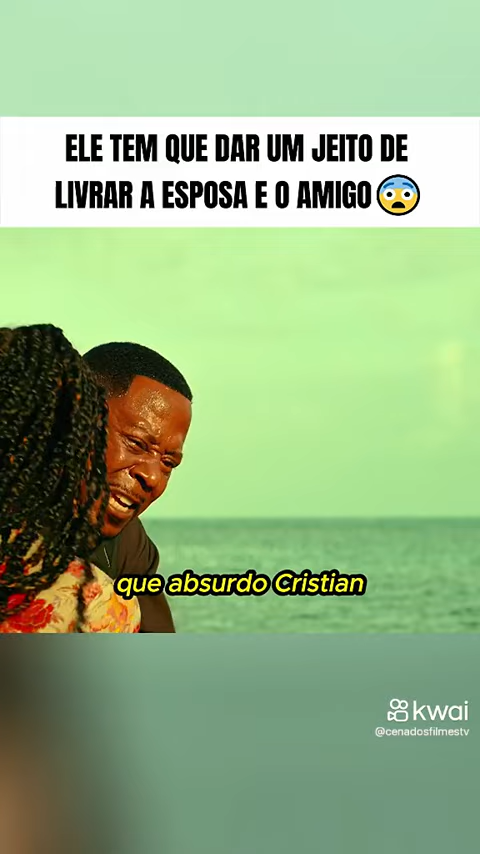 ELE TEM QUE DAR UM JEITO DE
LIVRAR A ESPOSA E O AMIGO😨
que absurdo Cristian
kwai
@cenadosfilmestv